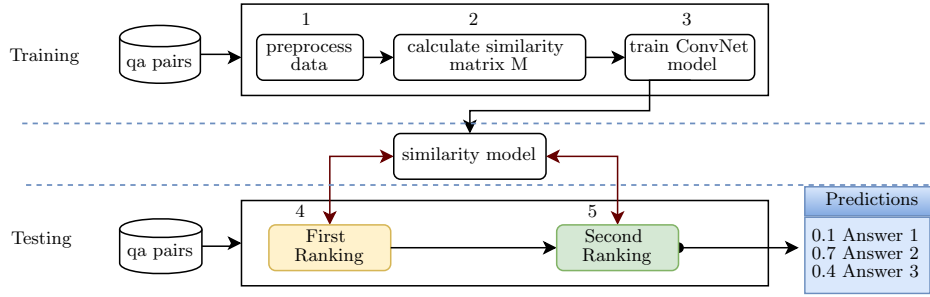 1
2
3
Training
qa pairs
preprocess
data
calculate similarity
matrix M
train ConvNet
model
similarity model
4
5
Testing
qa pairs
First
Ranking
Second
Ranking
Predictions
0.1 Answer 1
0.7 Answer 2
0.4 Answer 3